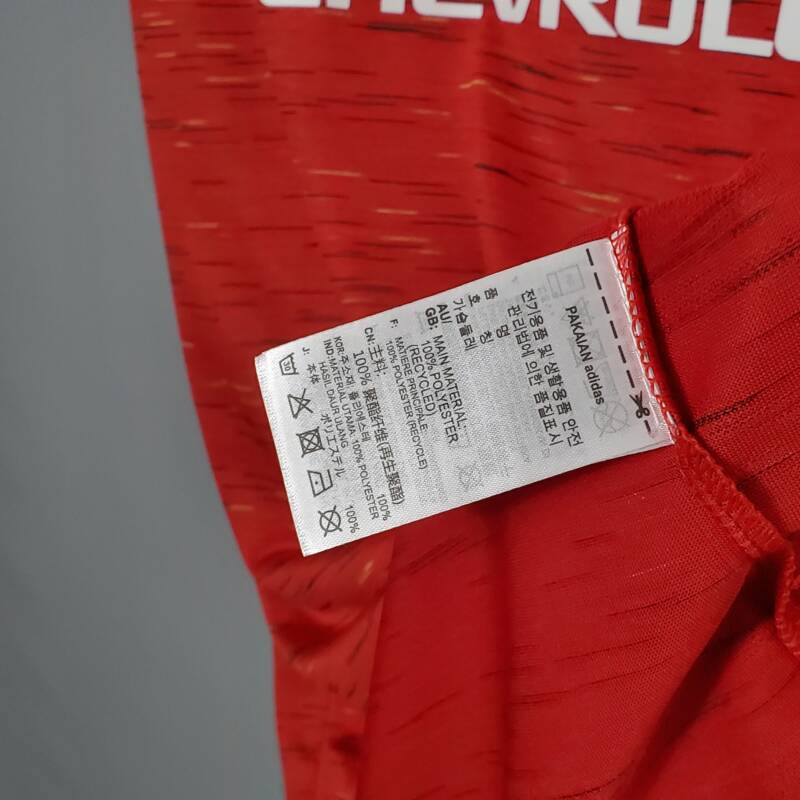 CHEVROLE
PAKAIAN adidas
전기용품 및 생활용품 안전
관리법에 의한 품질표시
품 명
호 칭
가슴둘레
AU/
GB: MAIN MATERIAL:
100% POLYESTER
(RECYCLED)
F: MATIERE PRINCIPALE:
100% POLYESTER (RECYCLE)
CN: 主料:
100% 聚酯纤维(再生聚酯)
KOR: 주소재: 폴리에스테 100%
IND: MATERIAL UTAMA: 100% POLYESTER
HASIL DAUR ULANG
J: 本体 ポリエステル 100%
30